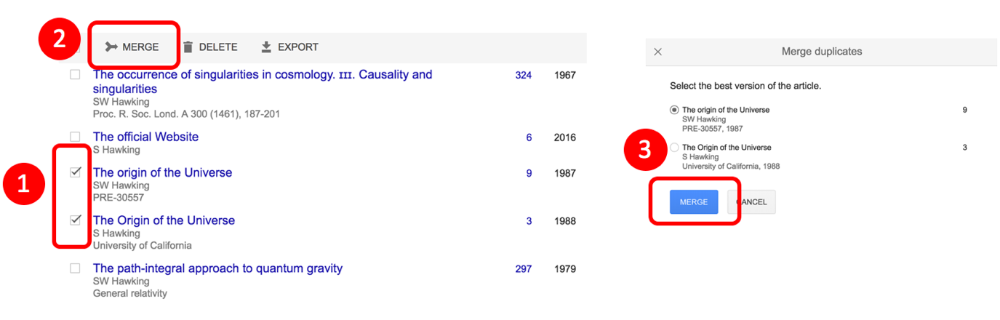 2
MERGE DELETE EXPORT
The occurrence of singularities in cosmology. III. Causality and 324 1967
singularities
SW Hawking
Proc. R. Soc. Lond. A 300 (1461), 187-201
The official Website 6 2016
S Hawking
1
The origin of the Universe 9 1987
SW Hawking
PRE-30557
The Origin of the Universe 3 1988
S Hawking
University of California
The path-integral approach to quantum gravity 297 1979
SW Hawking
General relativity
Merge duplicates
Select the best version of the article.
The origin of the Universe 9
SW Hawking
PRE-30557, 1987
3
The Origin of the Universe 3
S Hawking
University of California, 1988
MERGE CANCEL